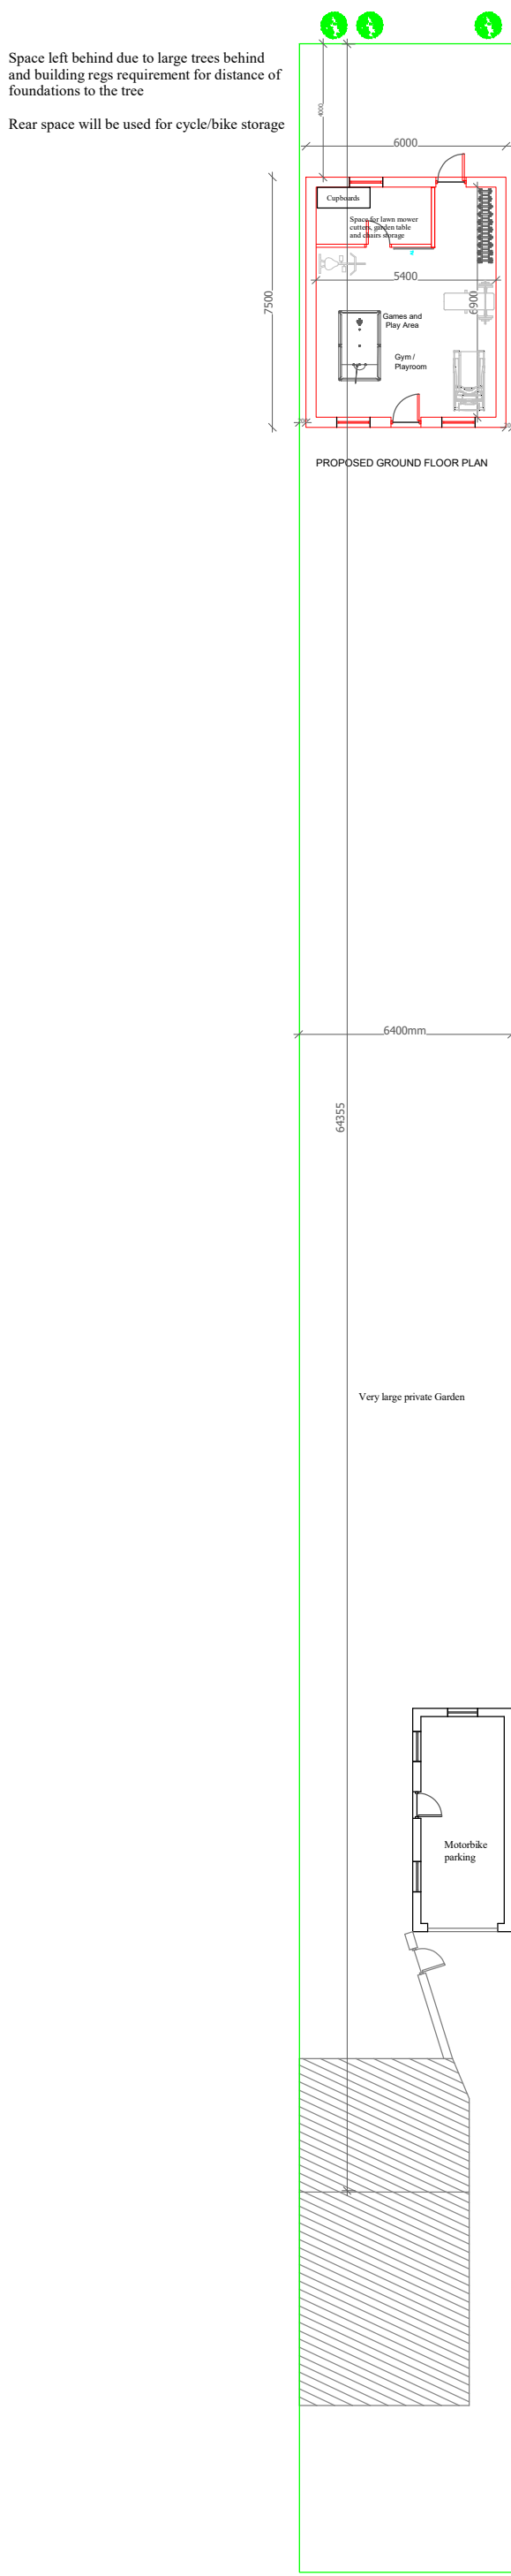 Space left behind due to large trees behind
and building regs requirement for distance of
foundations to the tree
Rear space will be used for cycle/bike storage
4000
6000
Cupboards
Space for lawn mower
cutters, garden table
and chairs storage
5400
7500
6900
Games and
Play Area
Gym /
Playroom
PROPOSED GROUND FLOOR PLAN
6400mm
64355
Very large private Garden
Motorbike
parking